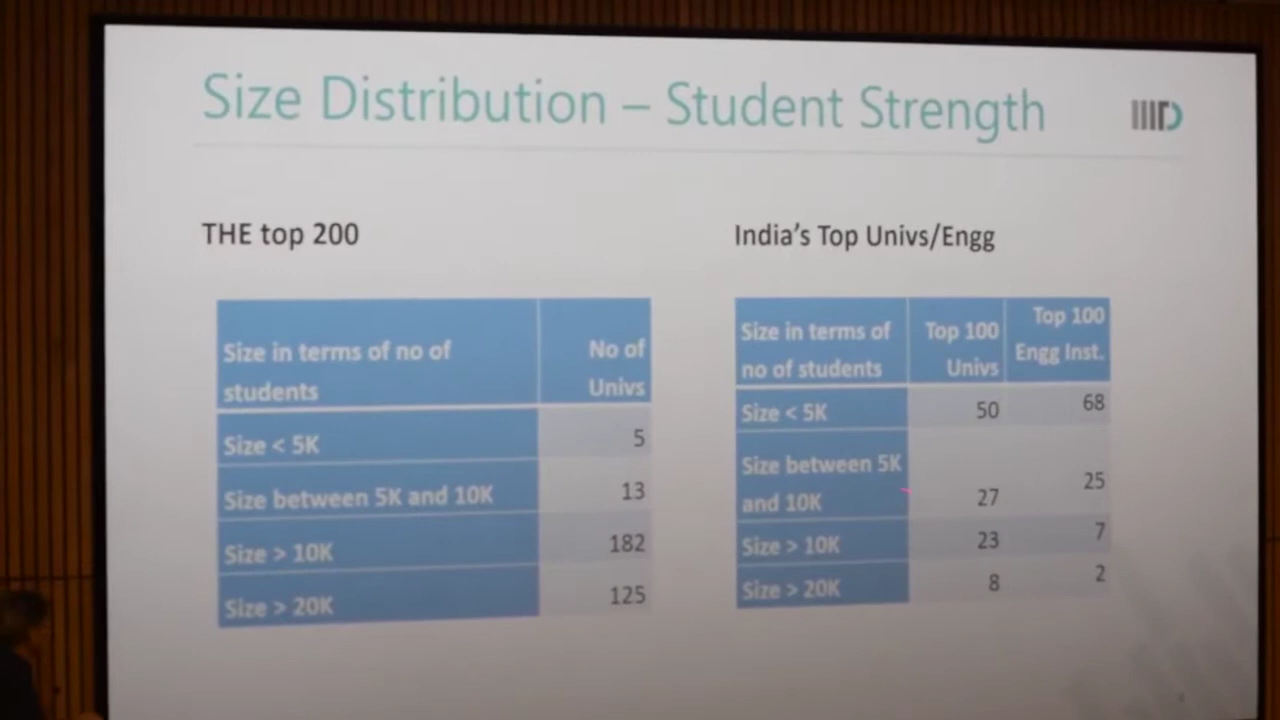 Size Distribution – Student Strength
IIITD
THE top 200
Size in terms of no of students
No of Univs
Size < 5K 5
Size between 5K and 10K 13
Size > 10K 182
Size > 20K 125
India's Top Univs/Engg
Size in terms of no of students
Top 100 Univs
Top 100 Engg Inst.
Size < 5K 50 68
Size between 5K and 10K 27 25
Size > 10K 23 7
Size > 20K 8 2